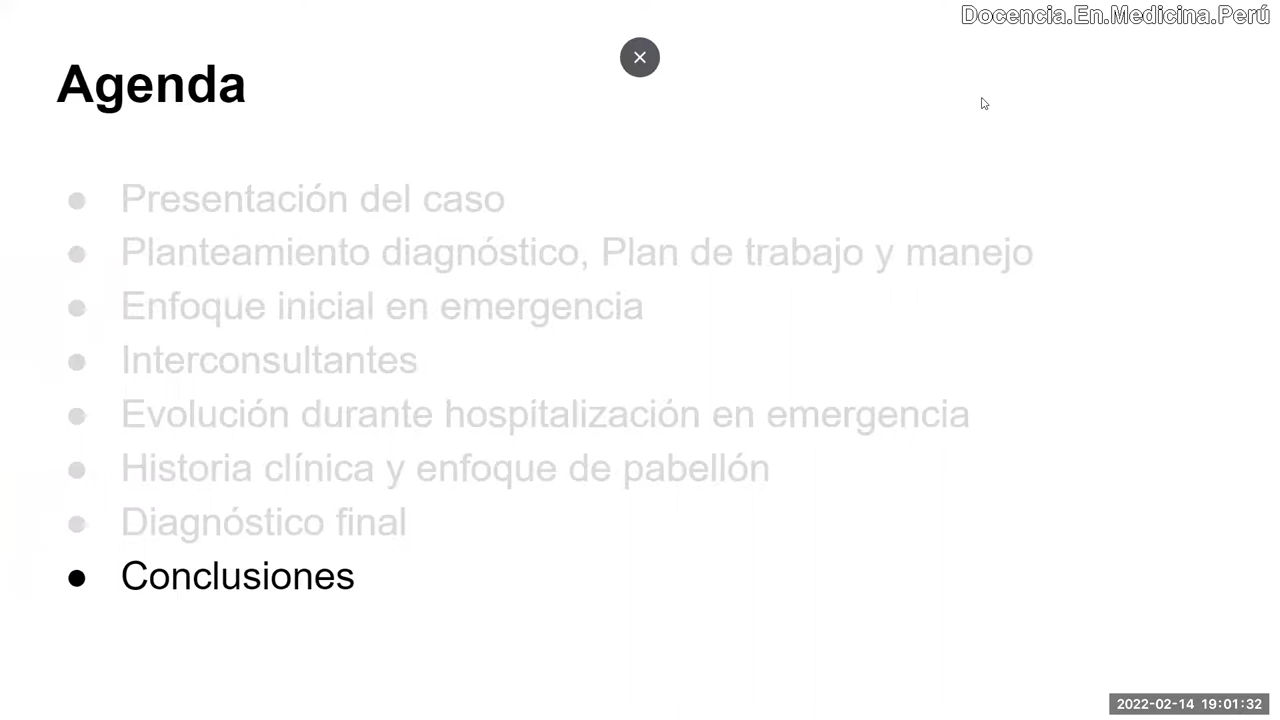 Docencia.En.Medicina.Perú
Agenda
● Presentación del caso
● Planteamiento diagnóstico, Plan de trabajo y manejo
● Enfoque inicial en emergencia
● Interconsultantes
● Evolución durante hospitalización en emergencia
● Historia clínica y enfoque de pabellón
● Diagnóstico final
● Conclusiones
2022-02-14 19:01:32